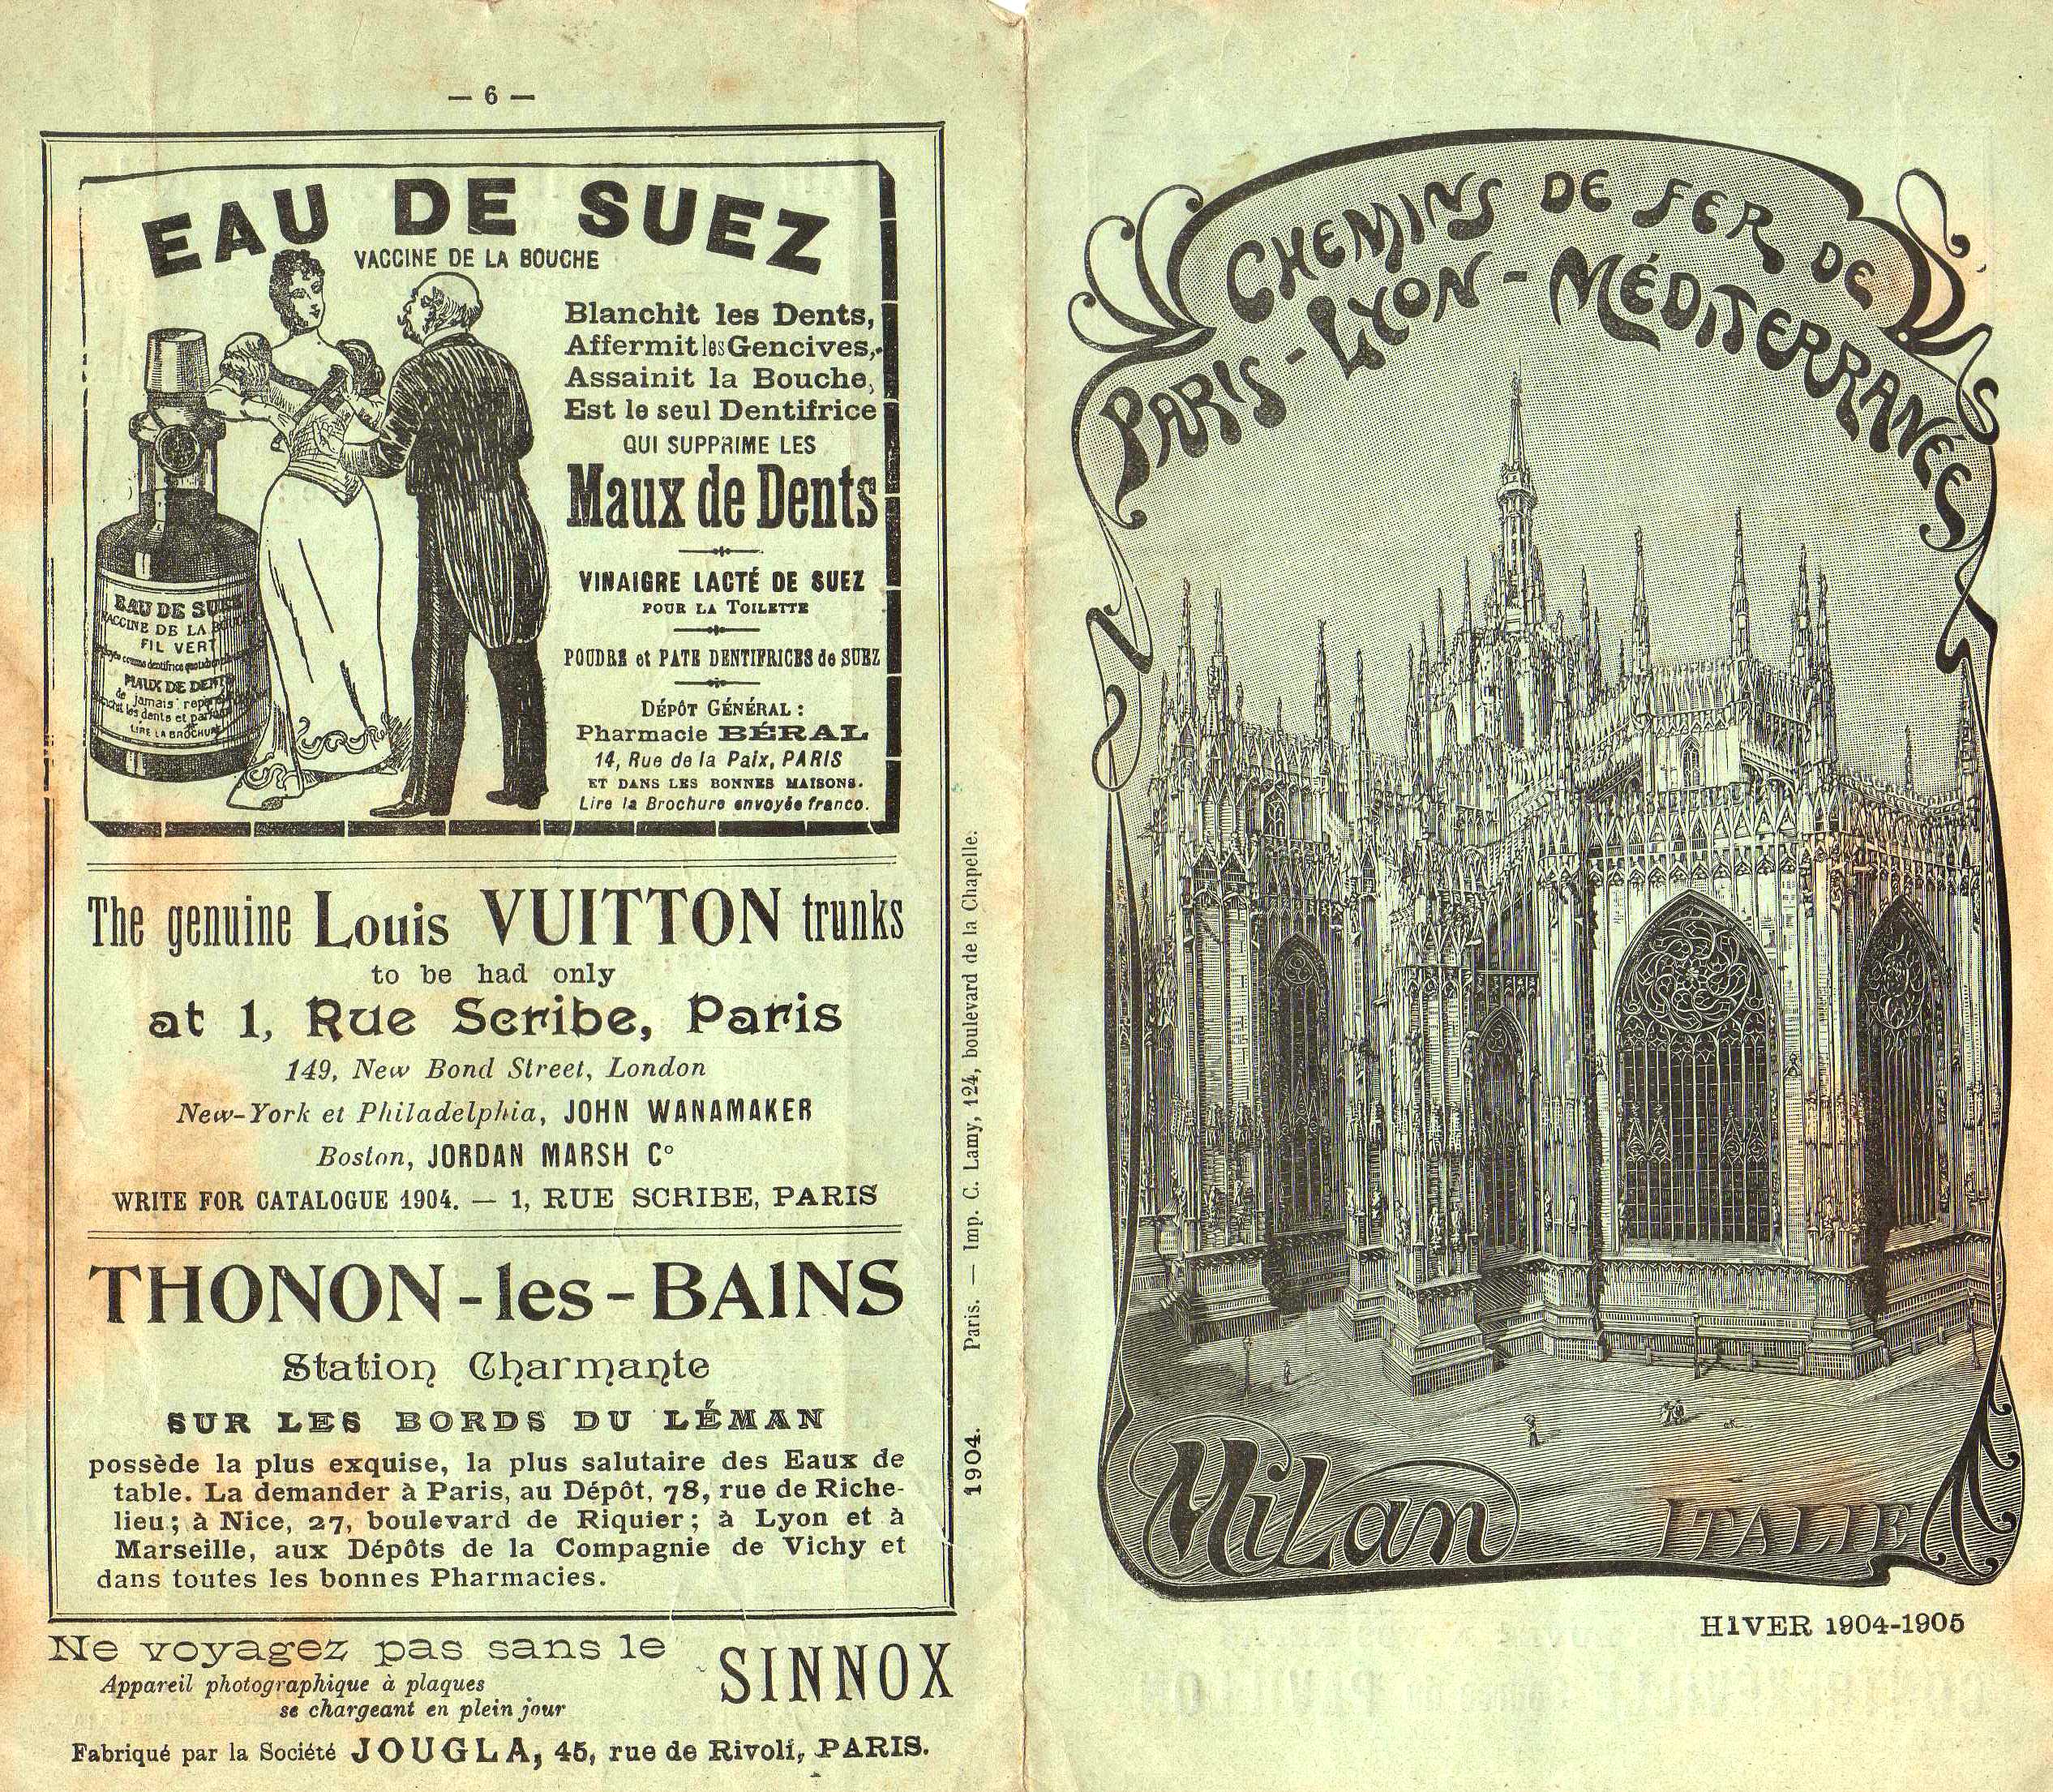 — 6 —
EAU DE SUEZ
VACCINE DE LA BOUCHE
Blanchit les Dents,
Affermit les Gencives,
Assainit la Bouche,
Est le seul Dentifrice
QUI SUPPRIME LES
Maux de Dents
VINAIGRE LACTÉ DE SUEZ
POUR LA TOILETTE
POUDRE et PATE DENTIFRICES de SUEZ
DÉPÔT GÉNÉRAL :
Pharmacie BÉRAL
14, Rue de la Paix, PARIS
ET DANS LES BONNES MAISONS.
Lire la Brochure envoyée franco.
EAU DE SUEZ
VACCINE DE LA BOUCHE
FIL VERT
MAUX DE DENTS
LIRE LA BROCHURE
The genuine Louis VUITTON trunks
to be had only
at 1, Rue Scribe, Paris
149, New Bond Street, London
New-York et Philadelphia, JOHN WANAMAKER
Boston, JORDAN MARSH Cº
WRITE FOR CATALOGUE 1904. — 1, RUE SCRIBE, PARIS
THONON-les-BAINS
Station Charmante
SUR LES BORDS DU LÉMAN
possède la plus exquise, la plus salutaire des Eaux de
table. La demander à Paris, au Dépôt, 78, rue de Riche-
lieu; à Nice, 27, boulevard de Riquier; à Lyon et à
Marseille, aux Dépôts de la Compagnie de Vichy et
dans toutes les bonnes Pharmacies.
Ne voyagez pas sans le SINNOX
Appareil photographique à plaques
se chargeant en plein jour
Fabriqué par la Société JOUGLA, 45, rue de Rivoli, PARIS.
1904. Paris. — Imp. C. Lamy, 124, boulevard de la Chapelle.
CHEMINS DE FER DE
PARIS-LYON-MÉDITERRANÉE
Milan ITALIE
HIVER 1904-1905